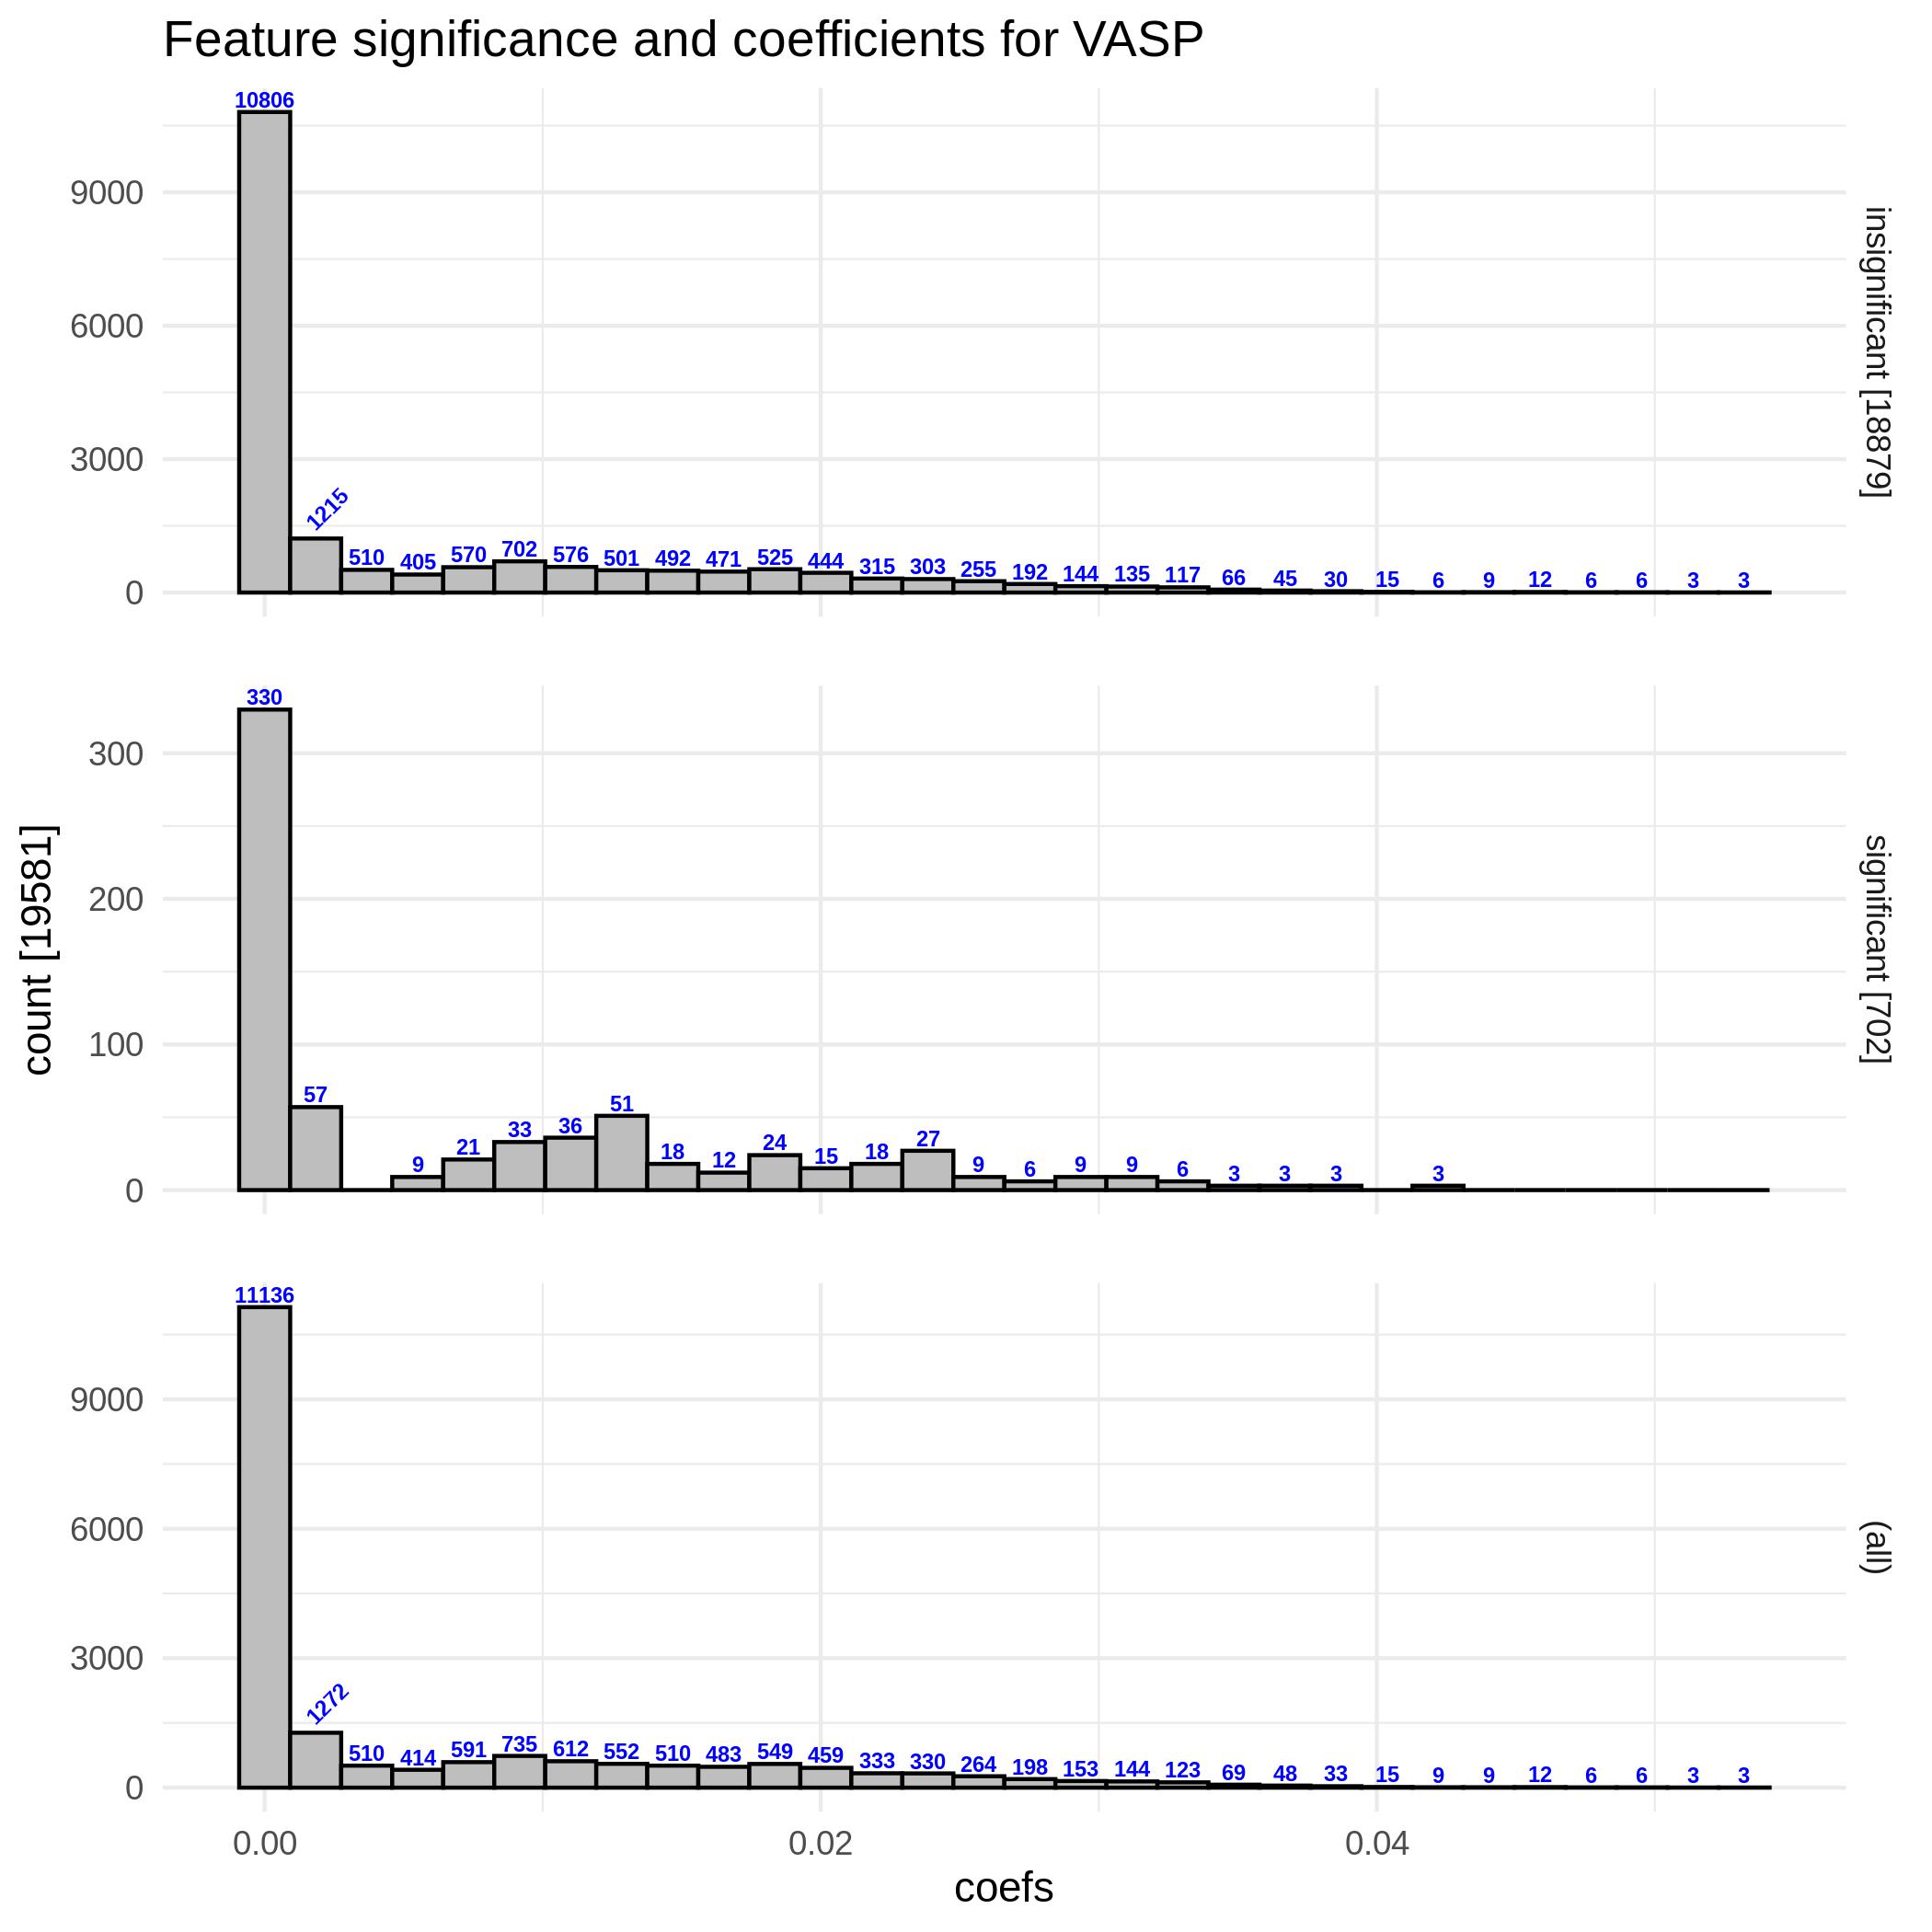 Feature significance and coefficients for VASP
10806
9000
6000
3000
0
1215
510 405 570 702 576 501 492 471 525 444 315 303 255 192 144 135 117 66 45 30 15 6 9 12 6 6 3 3
insignificant [18879]
330
300
200
100
0
57
9 21 33 36 51 18 12 24 15 18 27 9 6 9 9 6 3 3 3 3
significant [702]
count [19581]
11136
9000
6000
3000
0
1272
510 414 591 735 612 552 510 483 549 459 333 330 264 198 153 144 123 69 48 33 15 9 9 12 6 6 3 3
(all)
0.00 0.02 0.04
coefs